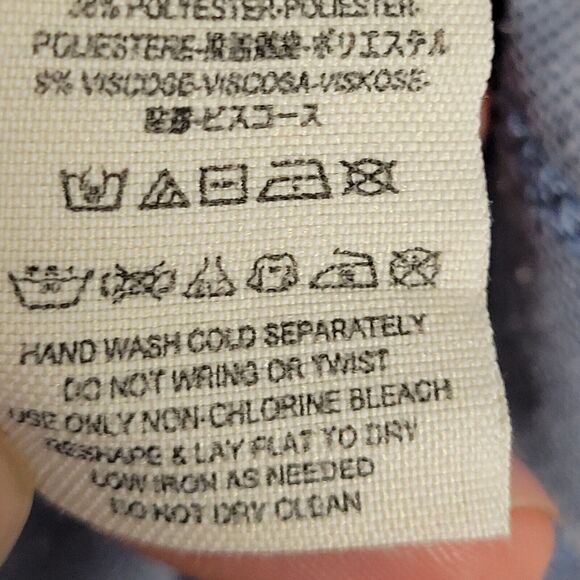 POLYESTER-POLIESTER-
POLIESTERE-聚酯纖維-ポリエステル
VISCOSE-VISCOSA-VISKOSE-
ビスコース
HAND WASH COLD SEPARATELY
DO NOT WRING OR TWIST
USE ONLY NON-CHLORINE BLEACH
RESHAPE & LAY FLAT TO DRY
LOW IRON AS NEEDED
DO NOT DRY CLEAN